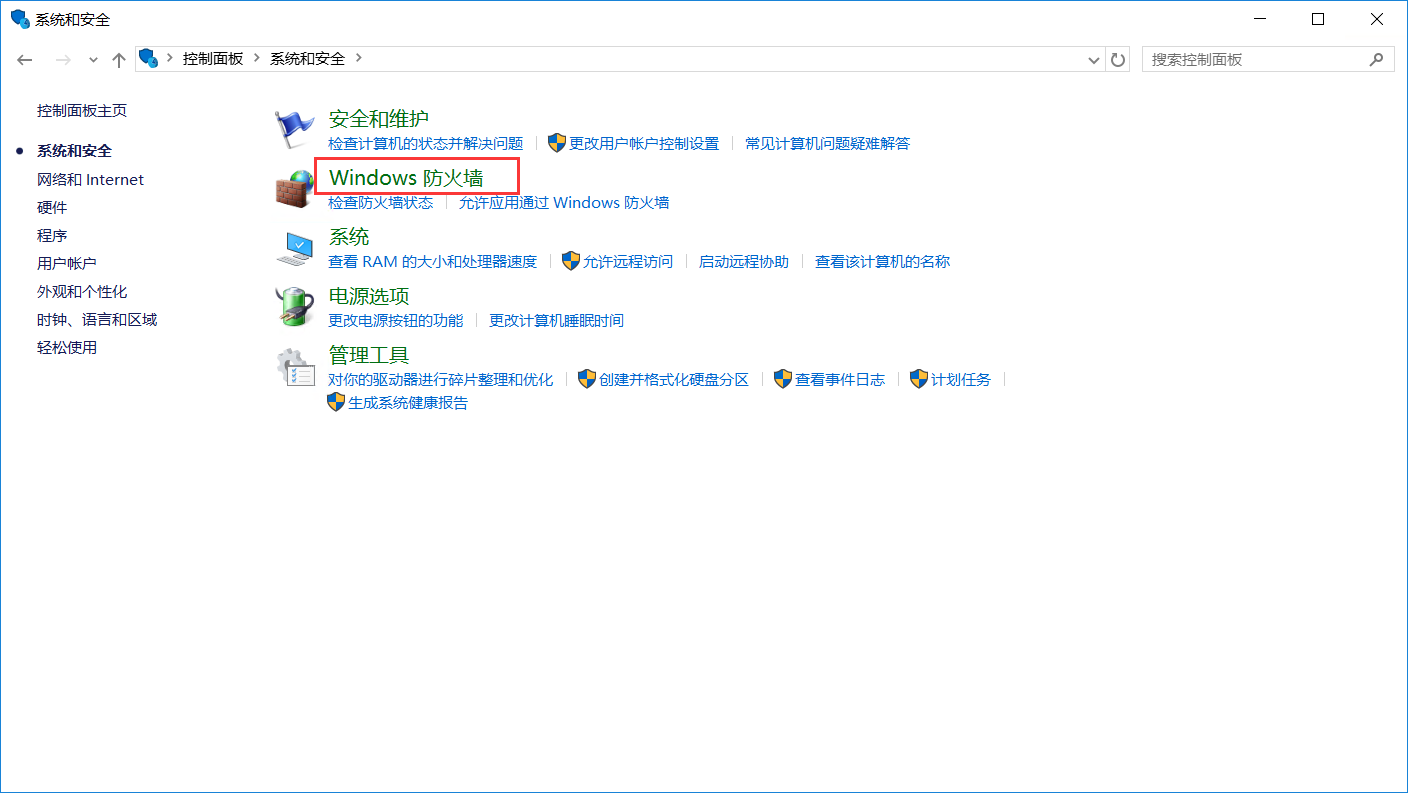 系统和安全
控制面板 系统和安全
搜索控制面板
控制面板主页
系统和安全
网络和 Internet
硬件
程序
用户帐户
外观和个性化
时钟、语言和区域
轻松使用
安全和维护
检查计算机的状态并解决问题 更改用户帐户控制设置 常见计算机问题疑难解答
Windows 防火墙
检查防火墙状态 允许应用通过 Windows 防火墙
系统
查看 RAM 的大小和处理器速度 允许远程访问 启动远程协助 查看该计算机的名称
电源选项
更改电源按钮的功能 更改计算机睡眠时间
管理工具
对你的驱动器进行碎片整理和优化 创建并格式化硬盘分区 查看事件日志 计划任务
生成系统健康报告